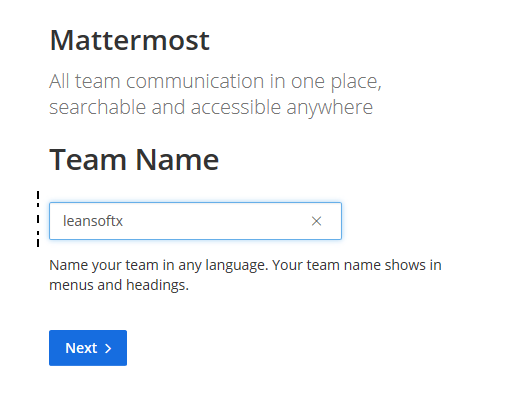 Mattermost
All team communication in one place,
searchable and accessible anywhere
Team Name
leansoftx
Name your team in any language. Your team name shows in
menus and headings.
Next